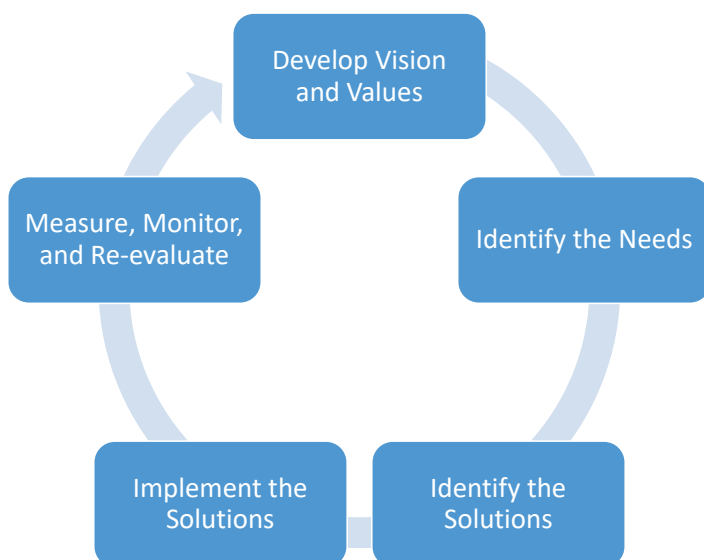 Develop Vision
and Values
Identify the Needs
Identify the
Solutions
Implement the
Solutions
Measure, Monitor,
and Re-evaluate